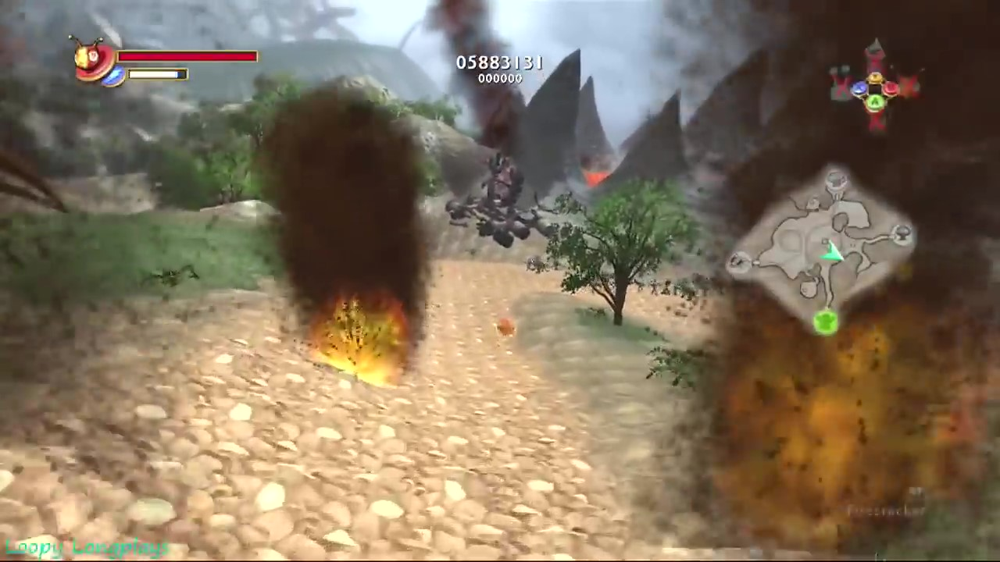 05883131
000000
A
Firecracker
Loopy Longplays